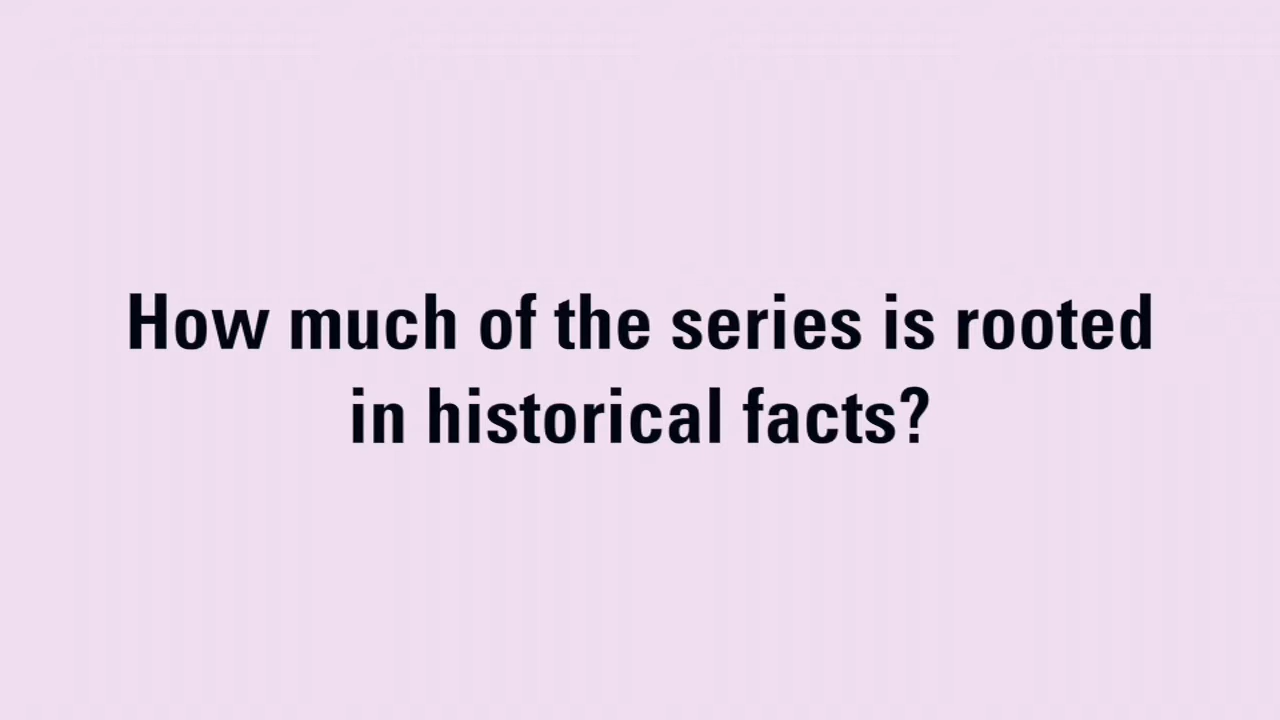 How much of the series is rooted
in historical facts?